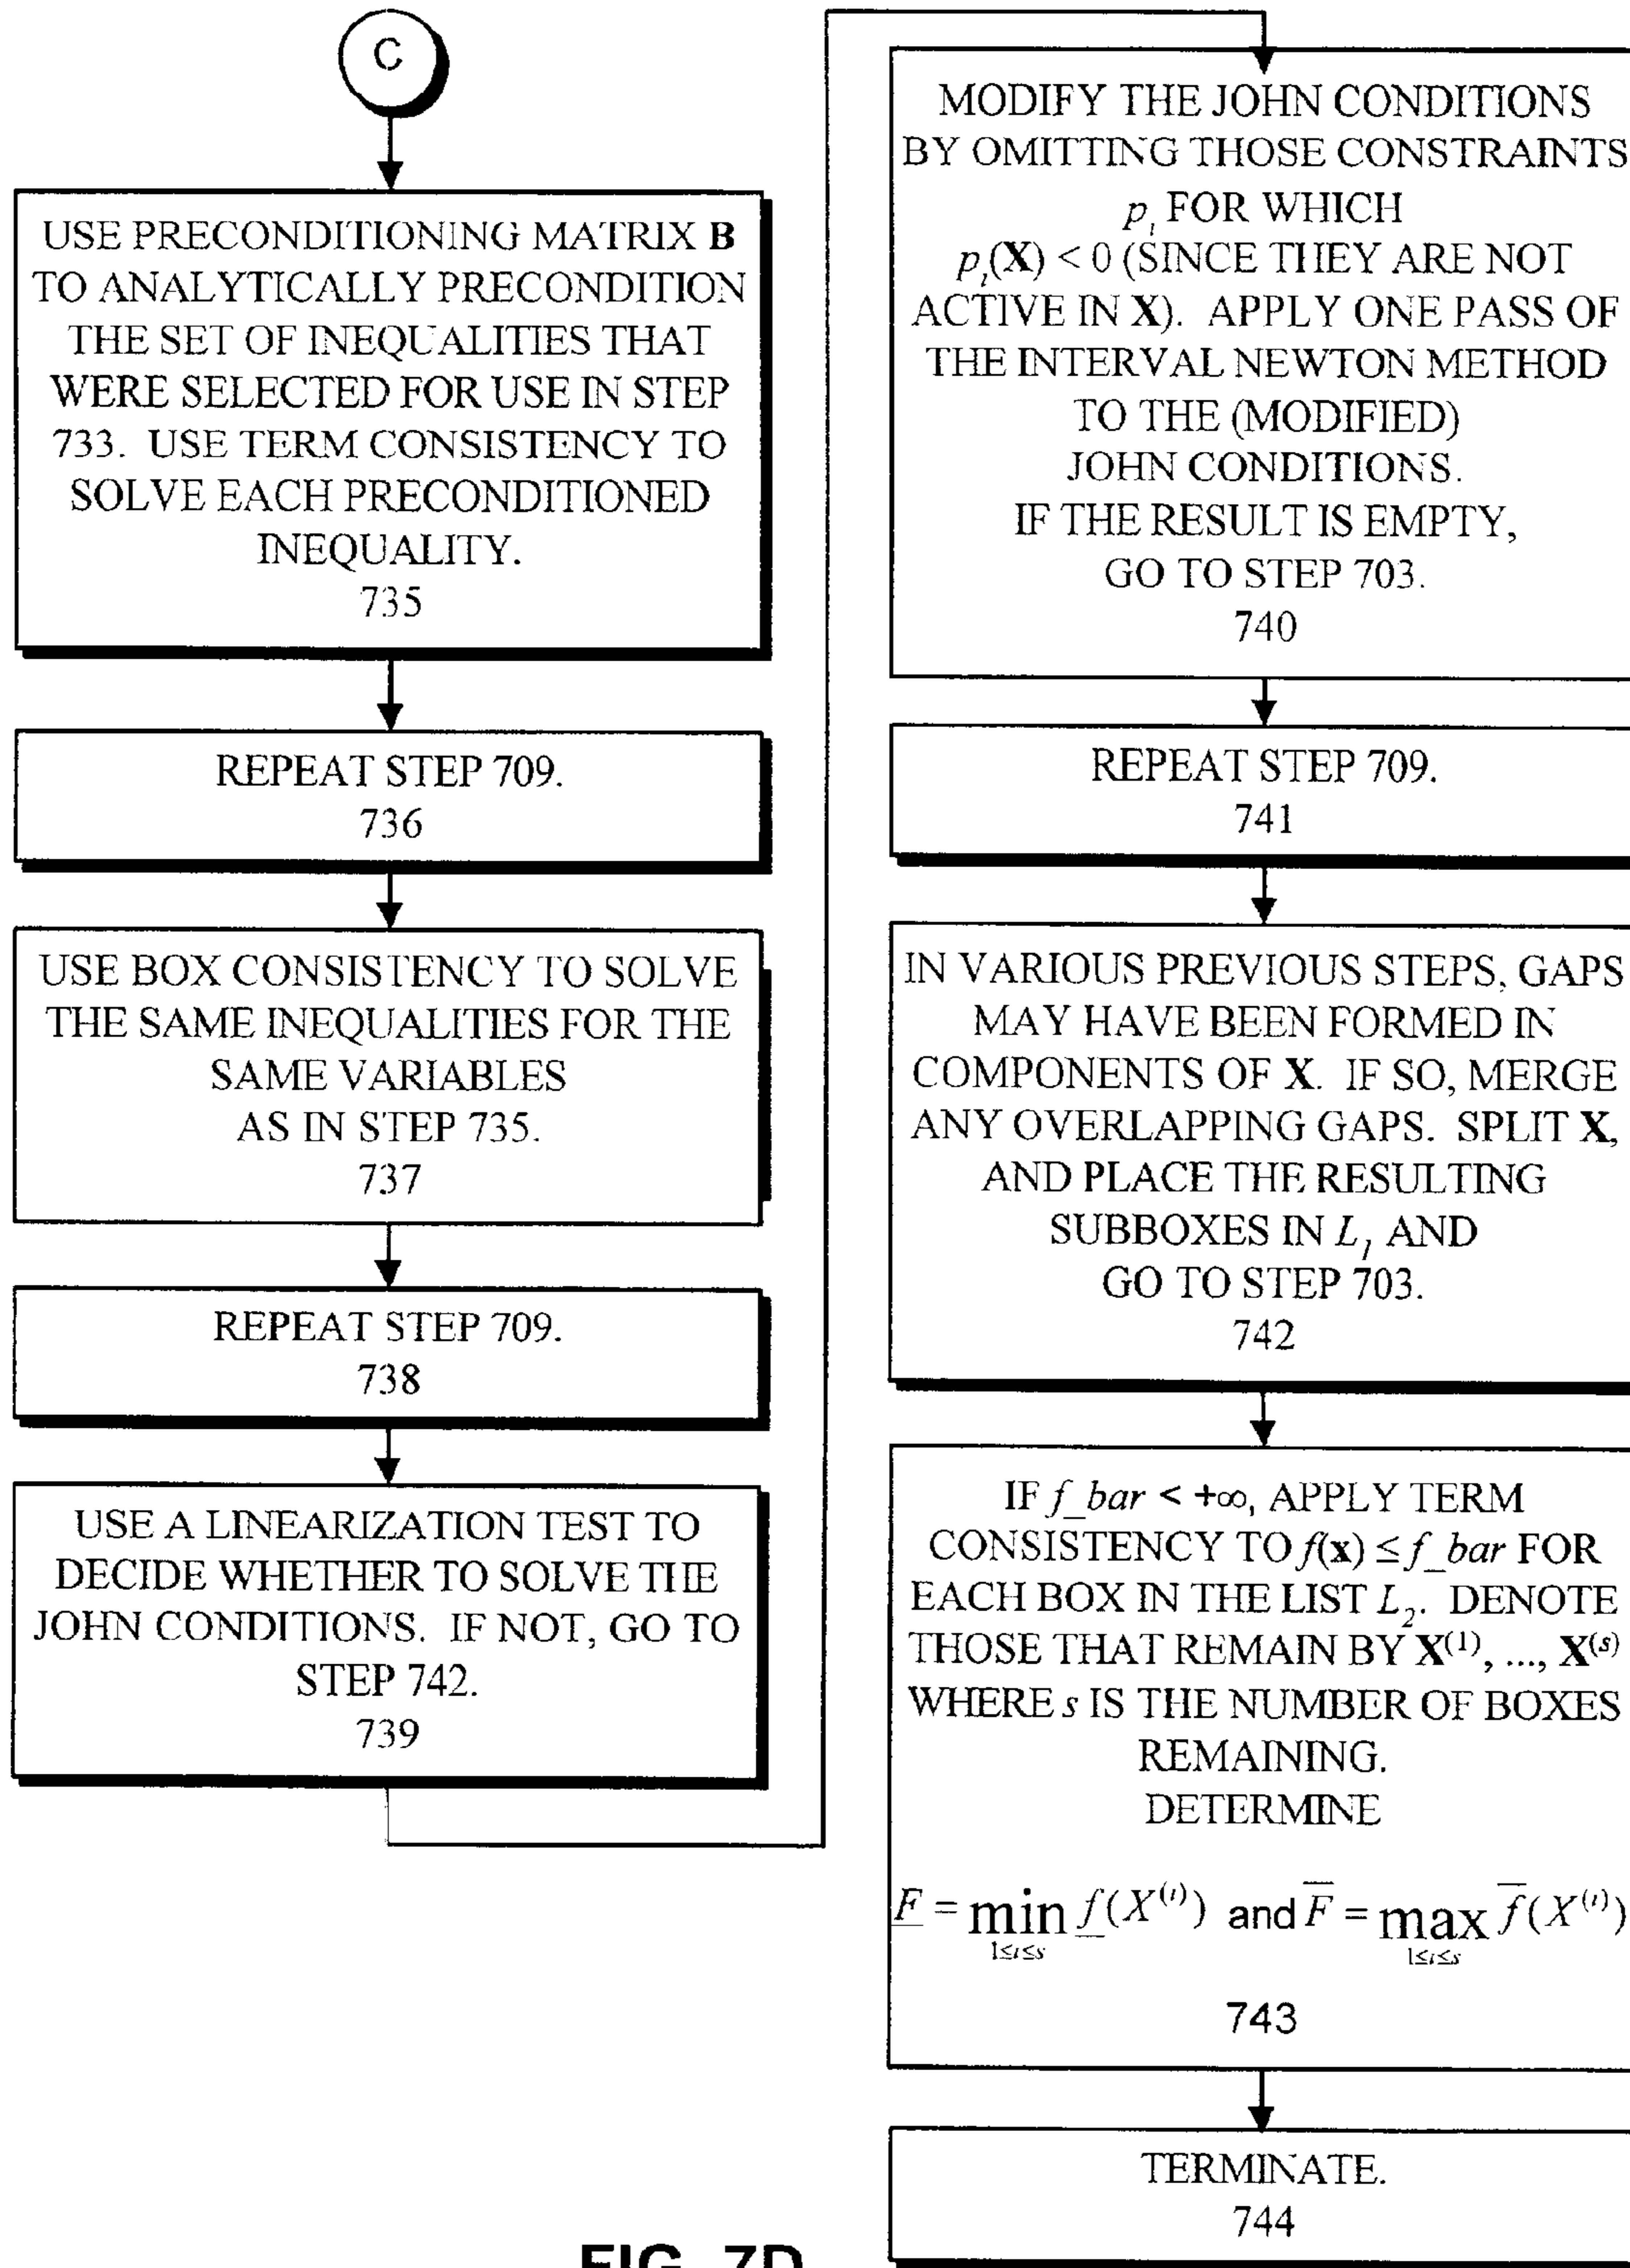 C
USE PRECONDITIONING MATRIX B
TO ANALYTICALLY PRECONDITION
THE SET OF INEQUALITIES THAT
WERE SELECTED FOR USE IN STEP
733. USE TERM CONSISTENCY TO
SOLVE EACH PRECONDITIONED
INEQUALITY.
735
REPEAT STEP 709.
736
USE BOX CONSISTENCY TO SOLVE
THE SAME INEQUALITIES FOR THE
SAME VARIABLES
AS IN STEP 735.
737
REPEAT STEP 709.
738
USE A LINEARIZATION TEST TO
DECIDE WHETHER TO SOLVE THE
JOHN CONDITIONS. IF NOT, GO TO
STEP 742.
739
MODIFY THE JOHN CONDITIONS
BY OMITTING THOSE CONSTRAINTS
p_i FOR WHICH
p_i(X) < 0 (SINCE THEY ARE NOT
ACTIVE IN X). APPLY ONE PASS OF
THE INTERVAL NEWTON METHOD
TO THE (MODIFIED)
JOHN CONDITIONS.
IF THE RESULT IS EMPTY,
GO TO STEP 703.
740
REPEAT STEP 709.
741
IN VARIOUS PREVIOUS STEPS, GAPS
MAY HAVE BEEN FORMED IN
COMPONENTS OF X. IF SO, MERGE
ANY OVERLAPPING GAPS. SPLIT X,
AND PLACE THE RESULTING
SUBBOXES IN L_1 AND
GO TO STEP 703.
742
IF f_bar < +∞, APPLY TERM
CONSISTENCY TO f(x) ≤ f_bar FOR
EACH BOX IN THE LIST L_2. DENOTE
THOSE THAT REMAIN BY X^(1), ..., X^(s)
WHERE s IS THE NUMBER OF BOXES
REMAINING.
DETERMINE
F̲ = min_{1≤i≤s} f̲(X^(i)) and F̅ = max_{1≤i≤s} f̅(X^(i))
743
TERMINATE.
744
FIG. 7D